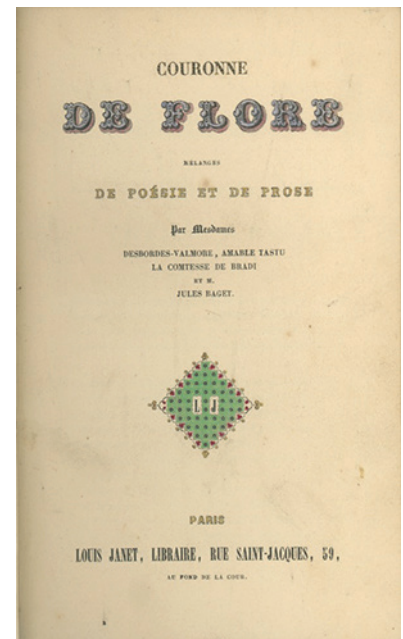 COURONNE
DE FLORE
MÉLANGES
DE POÉSIE ET DE PROSE
Par Mesdames
DESBORDES-VALMORE, AMABLE TASTU
LA COMTESSE DE BRADI
ET M.
JULES BAGET.
L J
PARIS
LOUIS JANET, LIBRAIRE, RUE SAINT-JACQUES, 59,
AU FOND DE LA COUR.